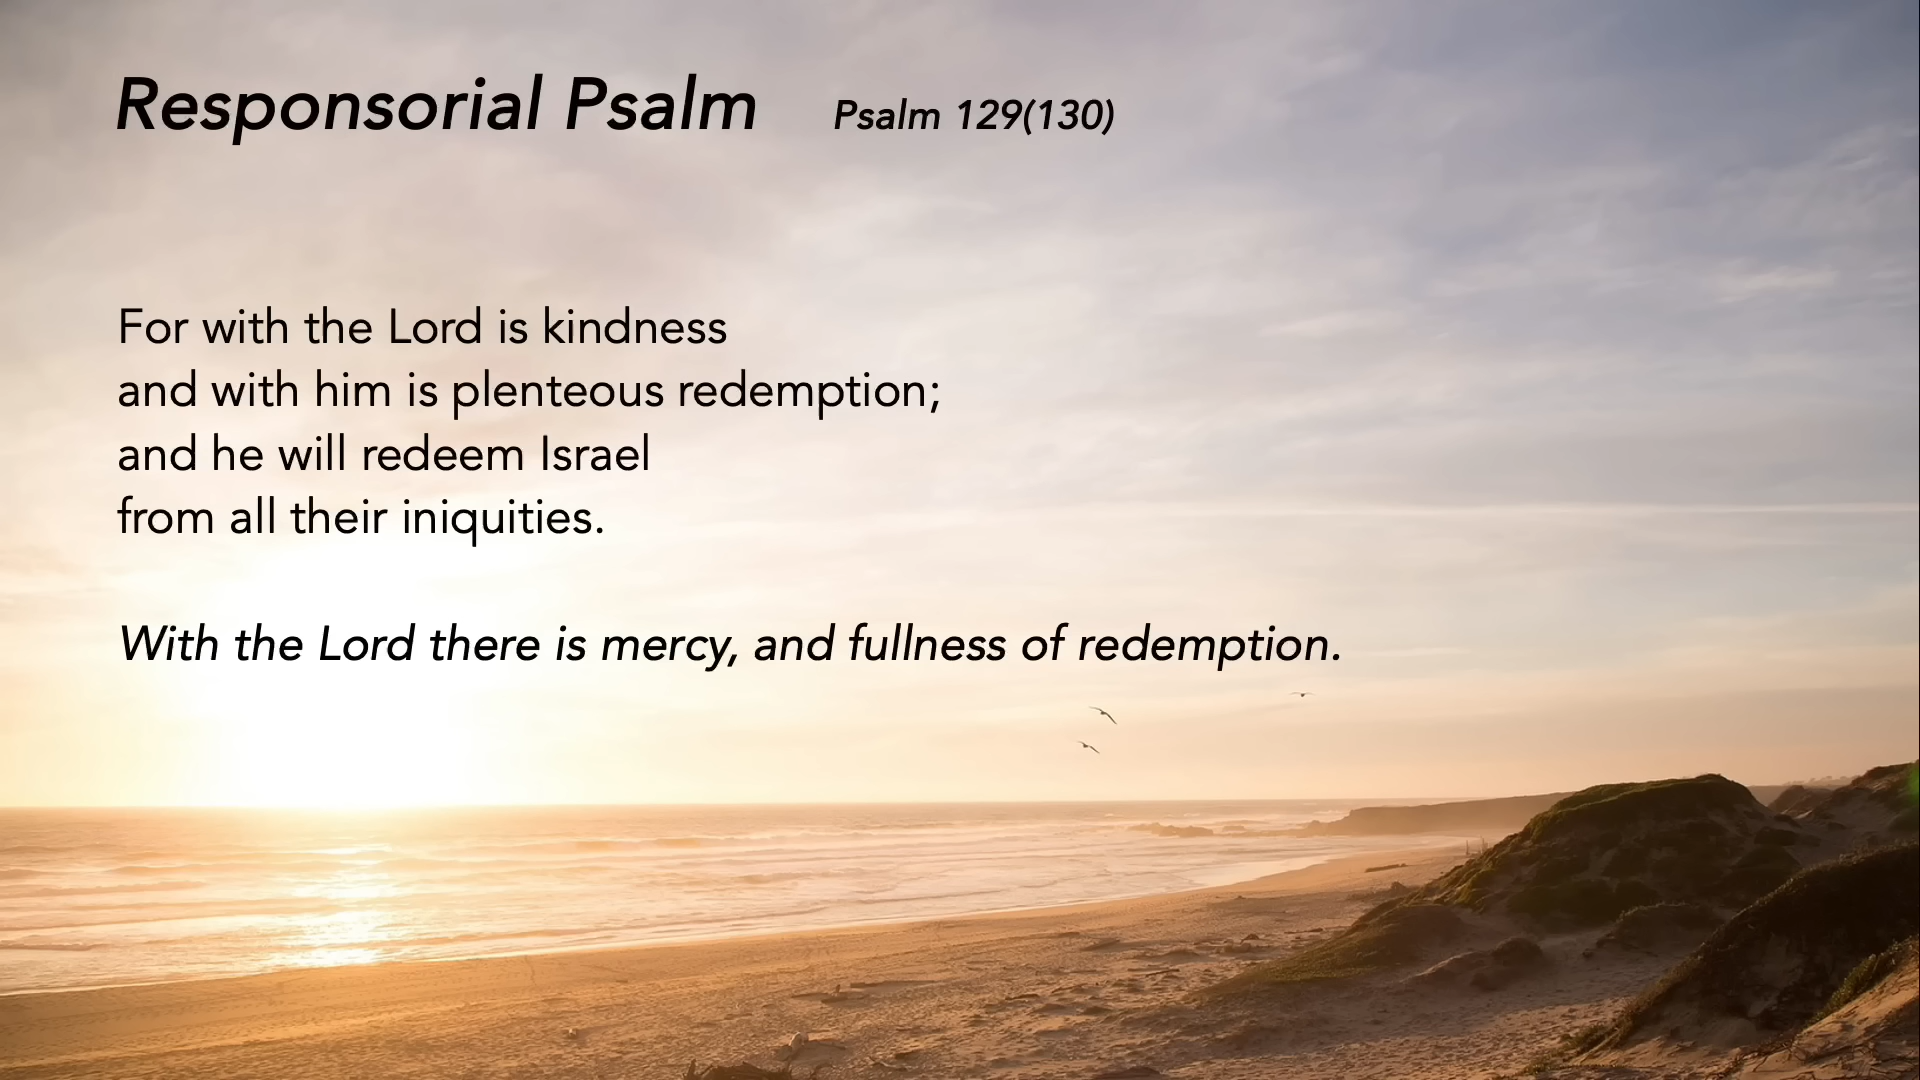 Responsorial Psalm Psalm 129(130)
For with the Lord is kindness
and with him is plenteous redemption;
and he will redeem Israel
from all their iniquities.
With the Lord there is mercy, and fullness of redemption.